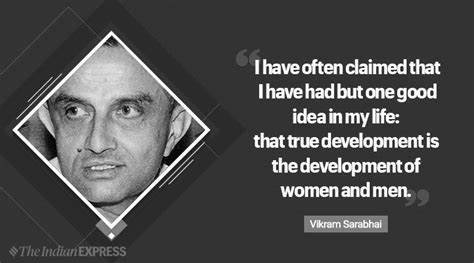 I have often claimed that
I have had but one good
idea in my life:
that true development is
the development of
women and men.
Vikram Sarabhai
The Indian EXPRESS